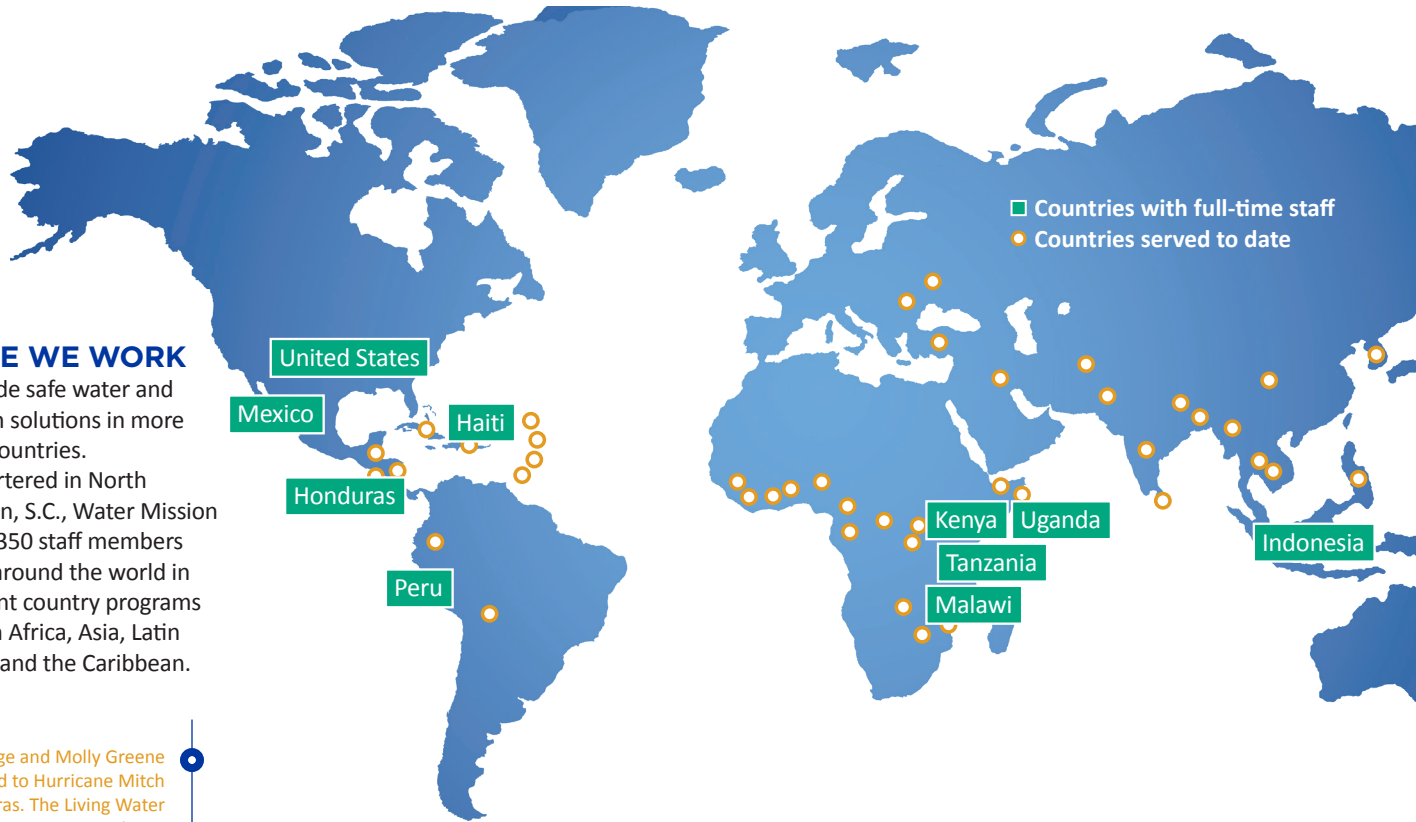 E WE WORK
de safe water and
n solutions in more
ountries.
rtered in North
n, S.C., Water Mission
350 staff members
around the world in
nt country programs
n Africa, Asia, Latin
and the Caribbean.
ge and Molly Greene
d to Hurricane Mitch
ras. The Living Water
Countries with full-time staff
Countries served to date
United States
Mexico
Haiti
Honduras
Peru
Kenya
Uganda
Tanzania
Malawi
Indonesia